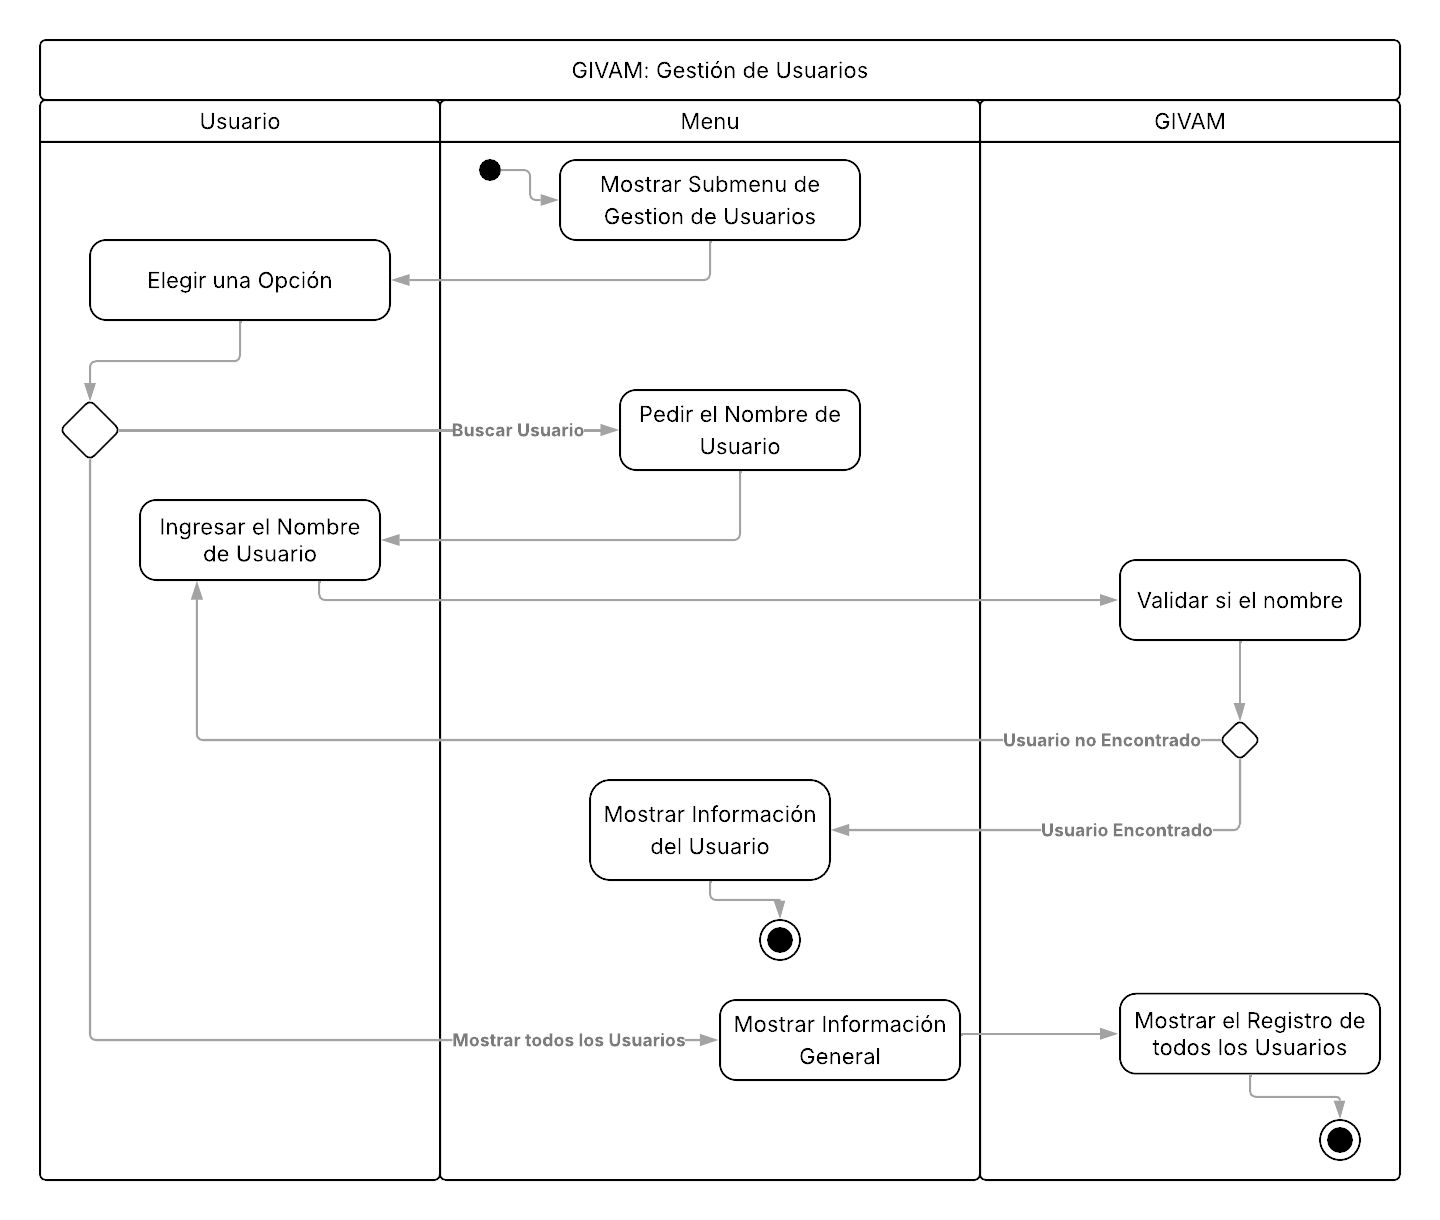 GIVAM: Gestión de Usuarios
Usuario
Menu
GIVAM
Mostrar Submenu de
Gestion de Usuarios
Elegir una Opción
Buscar Usuario
Pedir el Nombre de
Usuario
Ingresar el Nombre
de Usuario
Validar si el nombre
Usuario no Encontrado
Mostrar Información
del Usuario
Usuario Encontrado
Mostrar todos los Usuarios
Mostrar Información
General
Mostrar el Registro de
todos los Usuarios